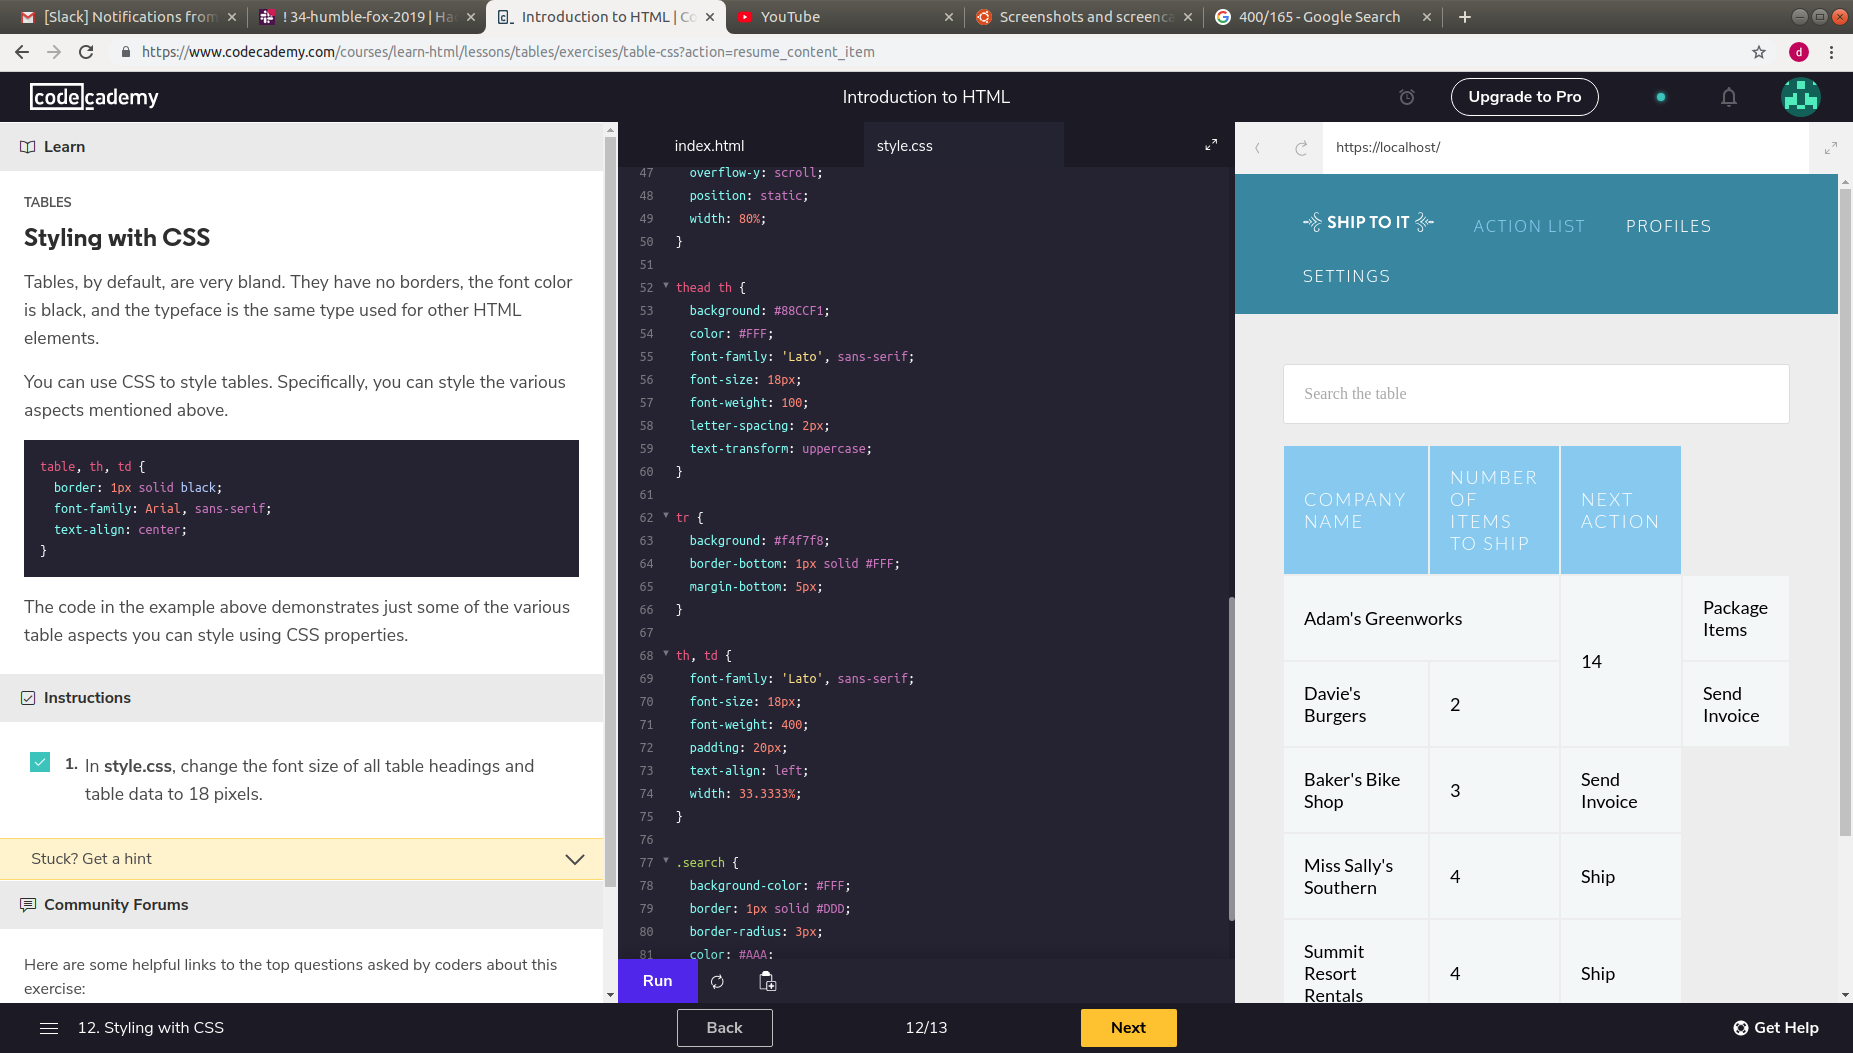 [Slack] Notifications from
! 34-humble-fox-2019 | Ha
Introduction to HTML | Co
YouTube
Screenshots and screenca
400/165 - Google Search
https://www.codecademy.com/courses/learn-html/lessons/tables/exercises/table-css?action=resume_content_item
d
codecademy
Introduction to HTML
Upgrade to Pro
Learn
TABLES
Styling with CSS
Tables, by default, are very bland. They have no borders, the font color
is black, and the typeface is the same type used for other HTML
elements.
You can use CSS to style tables. Specifically, you can style the various
aspects mentioned above.
table, th, td {
border: 1px solid black;
font-family: Arial, sans-serif;
text-align: center;
}
The code in the example above demonstrates just some of the various
table aspects you can style using CSS properties.
Instructions
1. In style.css, change the font size of all table headings and
table data to 18 pixels.
Stuck? Get a hint
Community Forums
Here are some helpful links to the top questions asked by coders about this
exercise:
index.html
style.css
47 overflow-y: scroll;
48 position: static;
49 width: 80%;
50 }
51
52 thead th {
53 background: #88CCF1;
54 color: #FFF;
55 font-family: 'Lato', sans-serif;
56 font-size: 18px;
57 font-weight: 100;
58 letter-spacing: 2px;
59 text-transform: uppercase;
60 }
61
62 tr {
63 background: #f4f7f8;
64 border-bottom: 1px solid #FFF;
65 margin-bottom: 5px;
66 }
67
68 th, td {
69 font-family: 'Lato', sans-serif;
70 font-size: 18px;
71 font-weight: 400;
72 padding: 20px;
73 text-align: left;
74 width: 33.3333%;
75 }
76
77 .search {
78 background-color: #FFF;
79 border: 1px solid #DDD;
80 border-radius: 3px;
81 color: #AAA;
Run
https://localhost/
SHIP TO IT
ACTION LIST
PROFILES
SETTINGS
Search the table
COMPANY
NAME
NUMBER
OF
ITEMS
TO SHIP
NEXT
ACTION
Adam's Greenworks
14
Package
Items
Davie's
Burgers
2
Send
Invoice
Baker's Bike
Shop
3
Send
Invoice
Miss Sally's
Southern
4
Ship
Summit
Resort
Rentals
4
Ship
12. Styling with CSS
Back
12/13
Next
Get Help